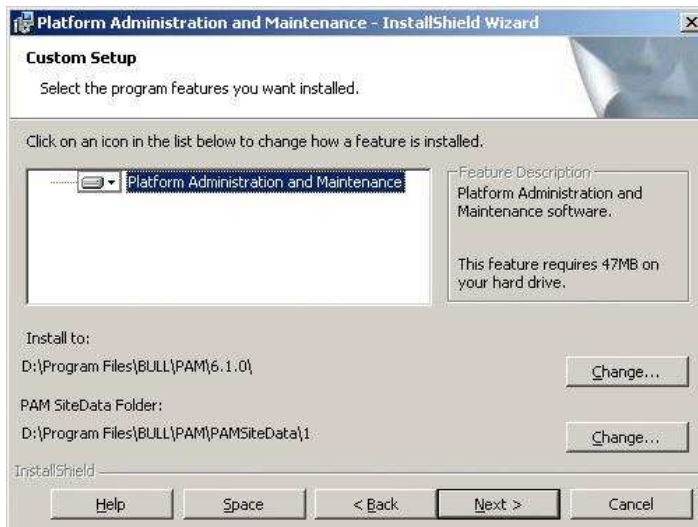 Platform Administration and Maintenance - InstallShield Wizard
Custom Setup
Select the program features you want installed.
Click on an icon in the list below to change how a feature is installed.
Platform Administration and Maintenance
Feature Description
Platform Administration and
Maintenance software.
This feature requires 47MB on
your hard drive.
Install to:
D:\Program Files\BULL\PAM\6.1.0\
Change...
PAM SiteData Folder:
D:\Program Files\BULL\PAM\PAMSiteData\1
Change...
InstallShield
Help Space < Back Next > Cancel